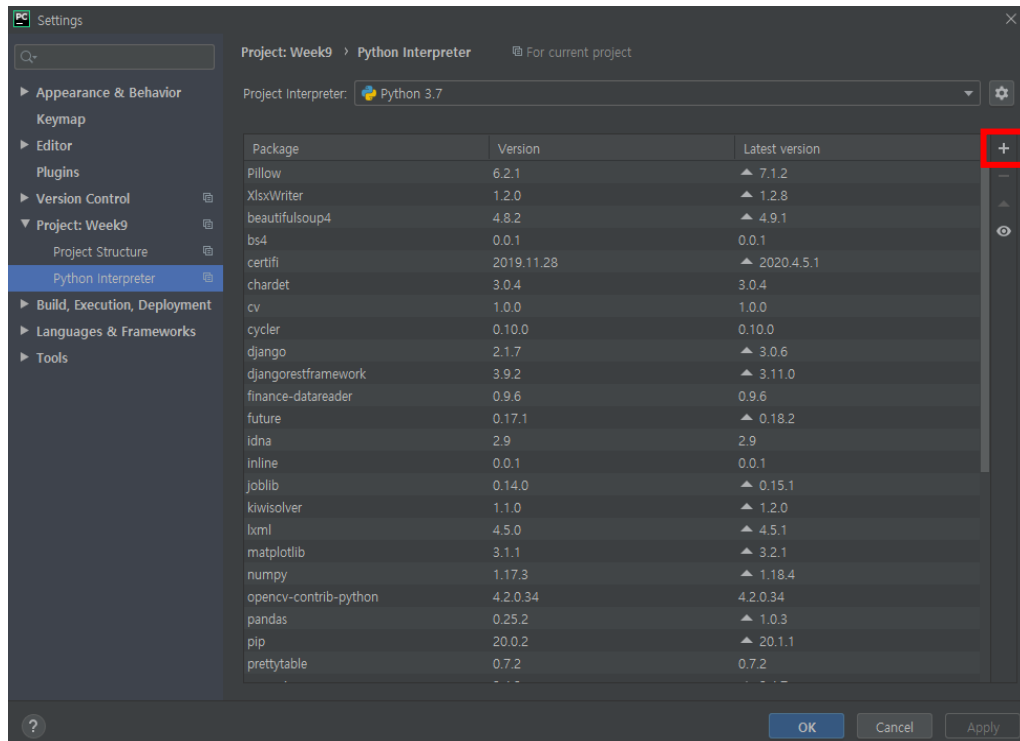 PC Settings
Project: Week9 > Python Interpreter For current project
Appearance & Behavior
Project Interpreter: Python 3.7
Keymap
Editor
Package Version Latest version
Plugins
Pillow 6.2.1 7.1.2
Version Control
XlsxWriter 1.2.0 1.2.8
Project: Week9
beautifulsoup4 4.8.2 4.9.1
Project Structure
bs4 0.0.1 0.0.1
Python Interpreter
certifi 2019.11.28 2020.4.5.1
chardet 3.0.4 3.0.4
Build, Execution, Deployment
cv 1.0.0 1.0.0
Languages & Frameworks
cycler 0.10.0 0.10.0
Tools
django 2.1.7 3.0.6
djangorestframework 3.9.2 3.11.0
finance-datareader 0.9.6 0.9.6
future 0.17.1 0.18.2
idna 2.9 2.9
inline 0.0.1 0.0.1
joblib 0.14.0 0.15.1
kiwisolver 1.1.0 1.2.0
lxml 4.5.0 4.5.1
matplotlib 3.1.1 3.2.1
numpy 1.17.3 1.18.4
opencv-contrib-python 4.2.0.34 4.2.0.34
pandas 0.25.2 1.0.3
pip 20.0.2 20.1.1
prettytable 0.7.2 0.7.2
? OK Cancel Apply